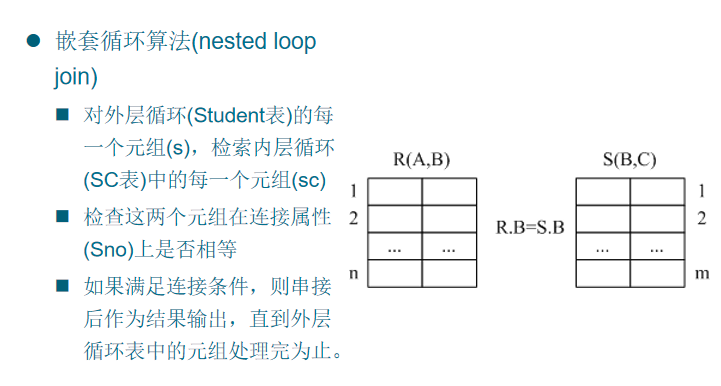 嵌套循环算法(nested loop
join)
对外层循环(Student表)的每
一个元组(s)，检索内层循环
(SC表)中的每一个元组(sc)
检查这两个元组在连接属性
(Sno)上是否相等
如果满足连接条件，则串接
后作为结果输出，直到外层
循环表中的元组处理完为止。
R(A,B)
1
2
... ...
n
R.B=S.B
S(B,C)
1
2
... ...
m